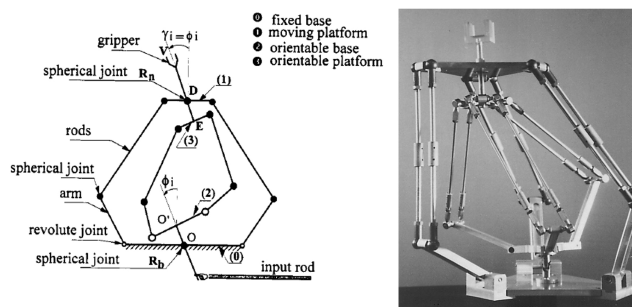 γi=ϕi
gripper
V
spherical joint
Rn
D
(1)
E
(3)
rods
spherical joint
arm
ϕi
(2)
O'
revolute joint
O
(0)
spherical joint
Rb
input rod
0 fixed base
1 moving platform
2 orientable base
3 orientable platform